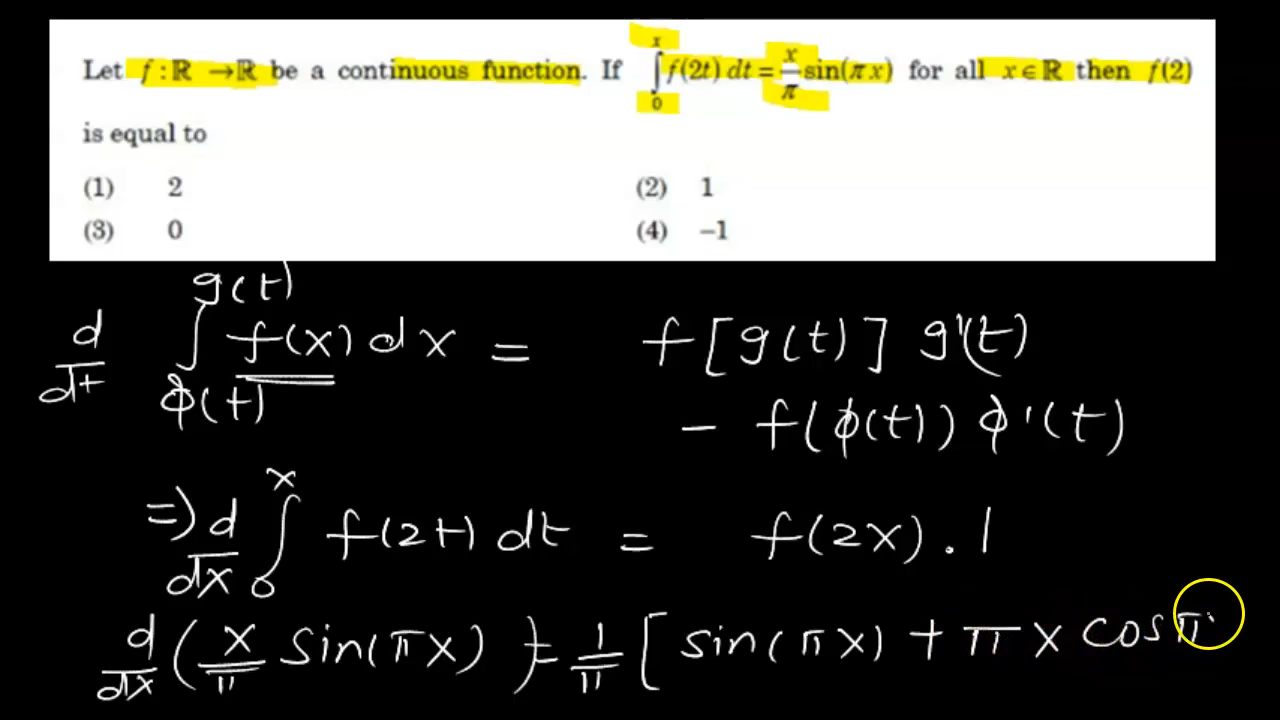 Let f : ℝ → ℝ be a continuous function. If ∫₀ˣ f(2t) dt = x/π sin(πx) for all x ∈ ℝ then f(2)
is equal to
(1) 2 (2) 1
(3) 0 (4) –1
d/dt ∫_{φ(t)}^{g(t)} f(x) dx = f[g(t)] g'(t)
– f(φ(t)) φ'(t)
=) d/dx ∫₀ˣ f(2t) dt = f(2x) . 1
d/dx (x/π sin(πx)) = 1/π [sin(πx) + πx cosπ